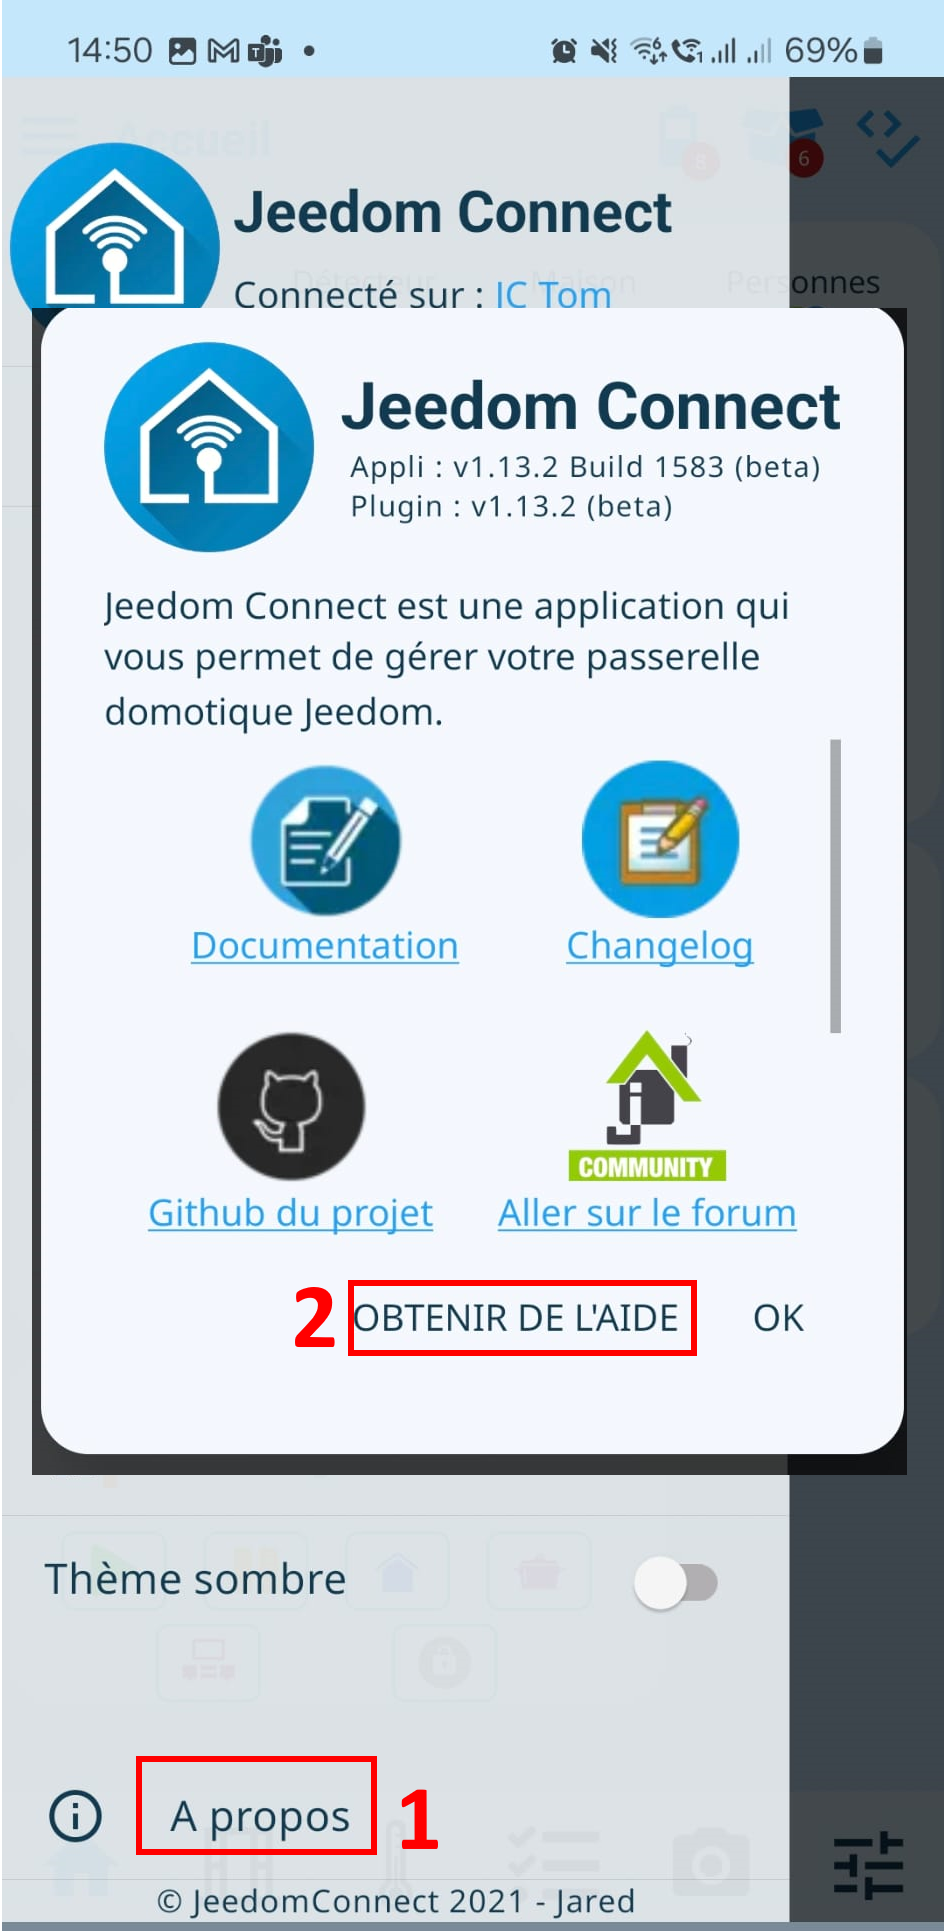 14:50
69%
Accueil
8
6
Jeedom Connect
Détecteur Maison Personnes
Connecté sur : JC Tom
Jeedom Connect
Appli : v1.13.2 Build 1583 (beta)
Plugin : v1.13.2 (beta)
Jeedom Connect est une application qui
vous permet de gérer votre passerelle
domotique Jeedom.
Documentation
Changelog
COMMUNITY
Github du projet
Aller sur le forum
2
OBTENIR DE L'AIDE
OK
Thème sombre
A propos
1
© JeedomConnect 2021 - Jared